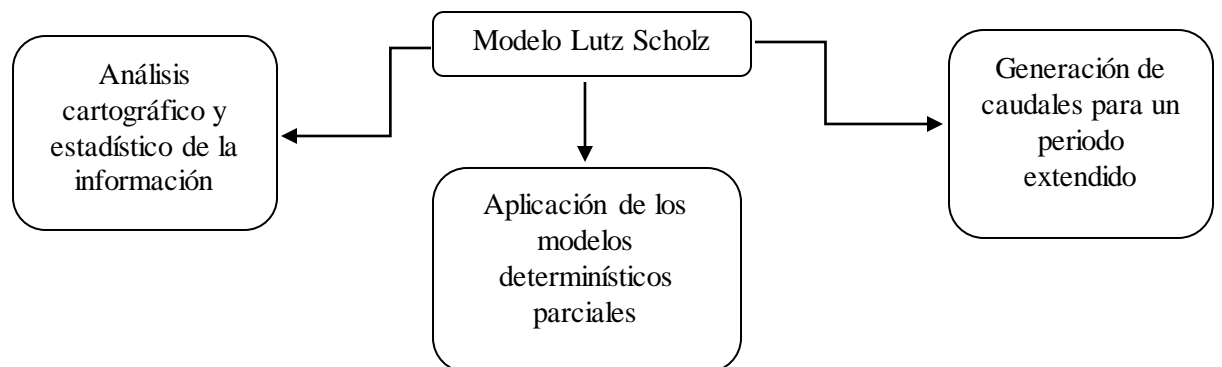 Modelo Lutz Scholz
Análisis
cartográfico y
estadístico de la
información
Aplicación de los
modelos
determinísticos
parciales
Generación de
caudales para un
periodo
extendido